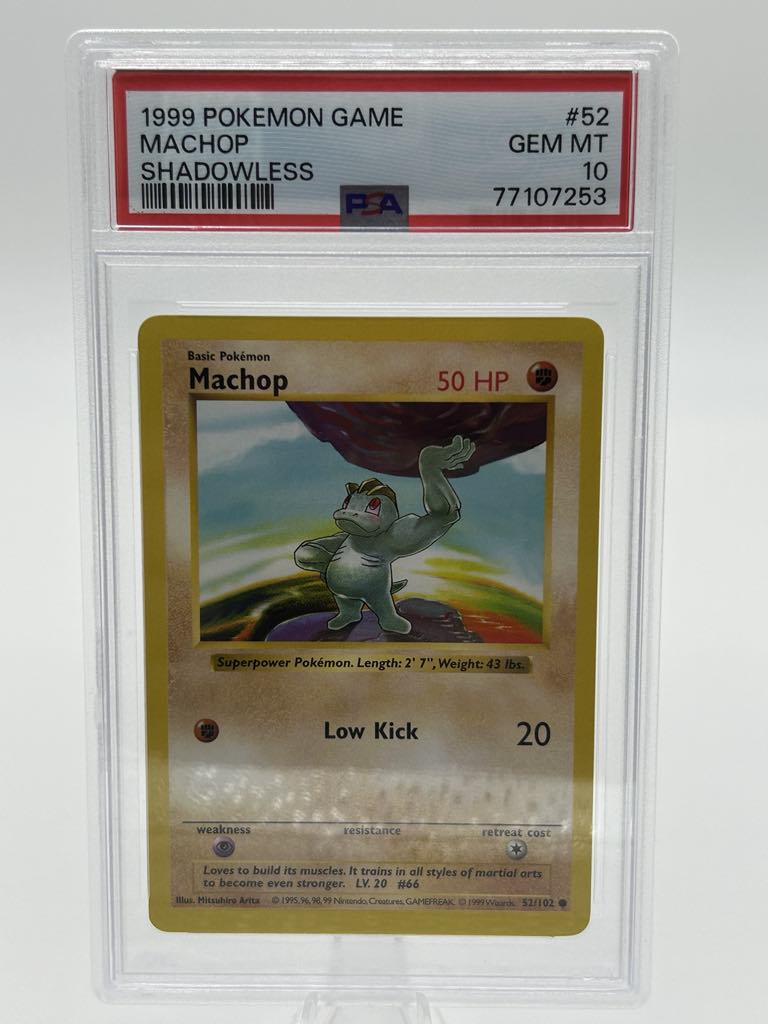 1999 POKEMON GAME #52
MACHOP GEM MT
SHADOWLESS 10
PSA 77107253
Basic Pokémon
Machop 50 HP
Superpower Pokémon. Length: 2' 7", Weight: 43 lbs.
Low Kick 20
weakness resistance retreat cost
Loves to build its muscles. It trains in all styles of martial arts
to become even stronger. LV. 20 #66
Illus. Mitsuhiro Arita © 1995, 96, 98, 99 Nintendo, Creatures, GAMEFREAK. © 1999 Wizards. 52/102